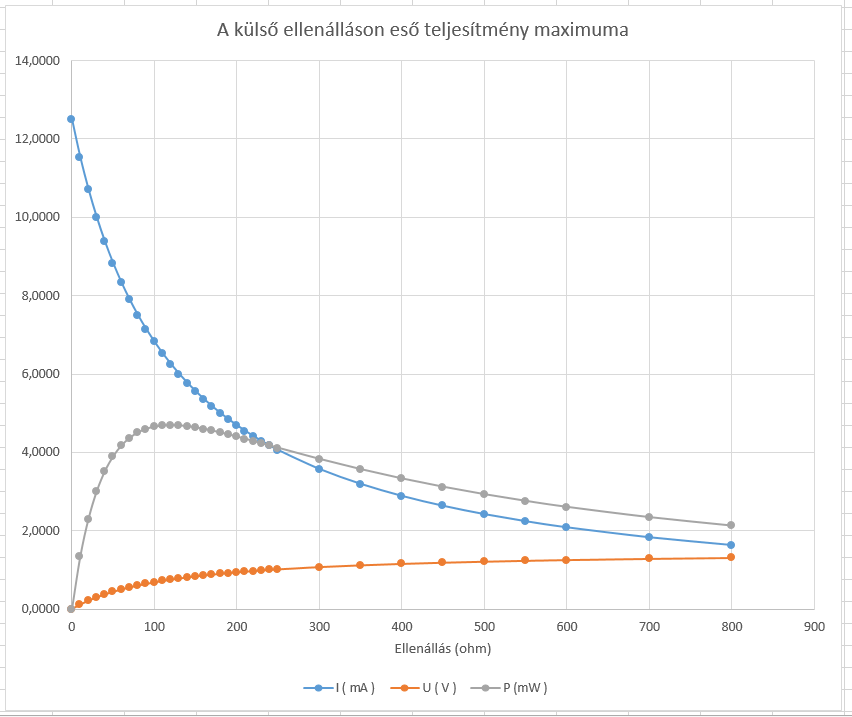 A külső ellenálláson eső teljesítmény maximuma
14,0000
12,0000
10,0000
8,0000
6,0000
4,0000
2,0000
0,0000
0 100 200 300 400 500 600 700 800 900
Ellenállás (ohm)
I ( mA ) U ( V ) P (mW )